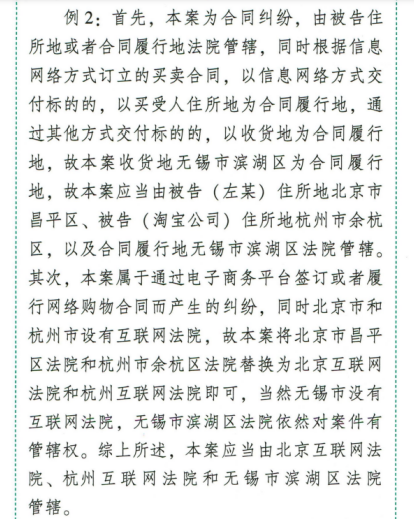 例2：首先，本案为合同纠纷，由被告住
所地或者合同履行地法院管辖，同时根据信息
网络方式订立的买卖合同，以信息网络方式交
付标的的，以买受人住所地为合同履行地，通
过其他方式交付标的的，以收货地为合同履行
地，故本案收货地无锡市滨湖区为合同履行
地，故本案应当由被告（左某）住所地北京市
昌平区、被告（淘宝公司）住所地杭州市余杭
区，以及合同履行地无锡市滨湖区法院管辖。
其次，本案属于通过电子商务平台签订或者履
行网络购物合同而产生的纠纷，同时北京市和
杭州市设有互联网法院，故本案将北京市昌平
区法院和杭州市余杭区法院替换为北京互联网
法院和杭州互联网法院即可，当然无锡市没有
互联网法院，无锡市滨湖区法院依然对案件有
管辖权。综上所述，本案应当由北京互联网法
院、杭州互联网法院和无锡市滨湖区法院
管辖。